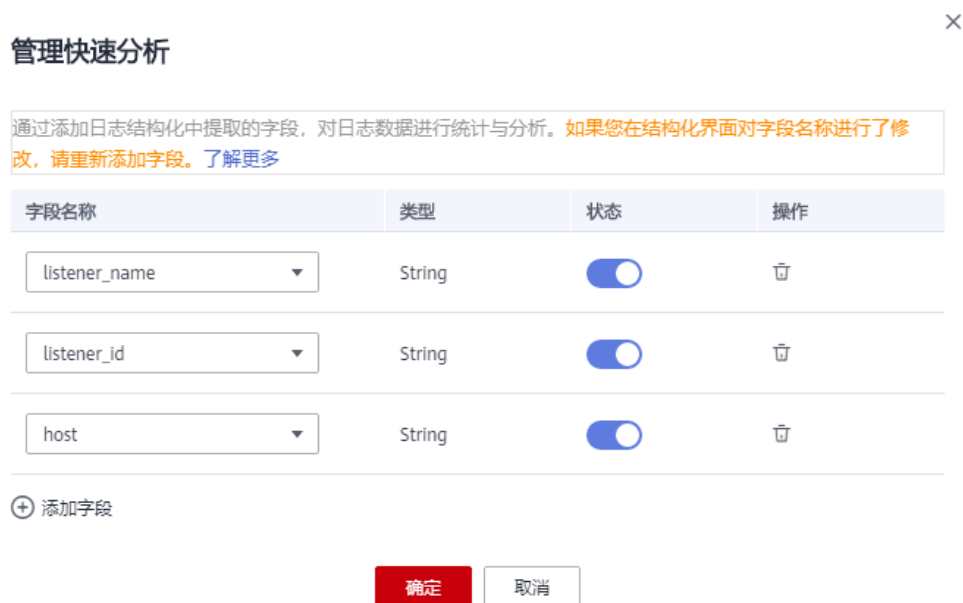 管理快速分析
通过添加日志结构化中提取的字段，对日志数据进行统计与分析。如果您在结构化界面对字段名称进行了修
改，请重新添加字段。了解更多
字段名称 类型 状态 操作
listener_name String
listener_id String
host String
添加字段
确定 取消